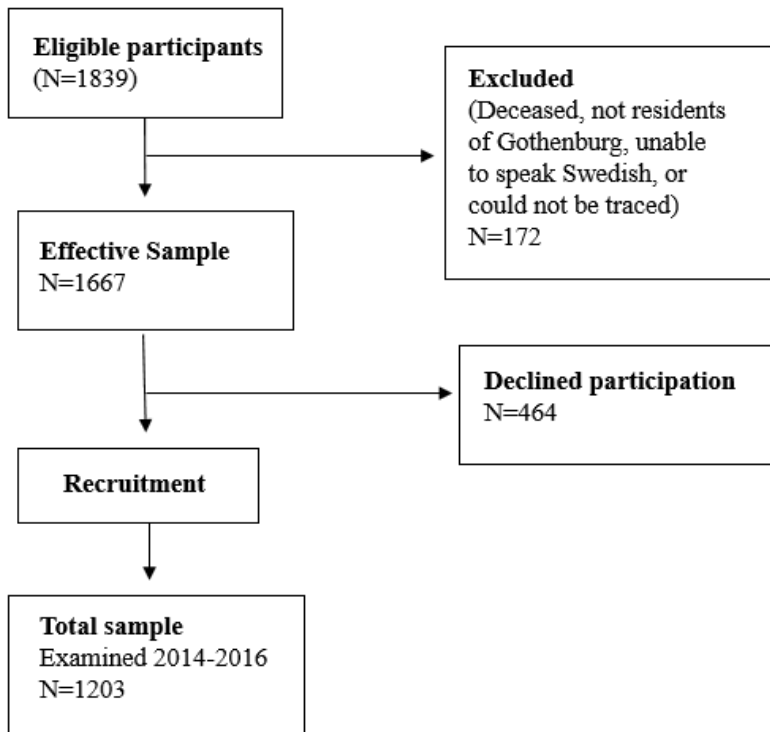 Eligible participants
(N=1839)
Excluded
(Deceased, not residents
of Gothenburg, unable
to speak Swedish, or
could not be traced)
N=172
Effective Sample
N=1667
Declined participation
N=464
Recruitment
Total sample
Examined 2014-2016
N=1203